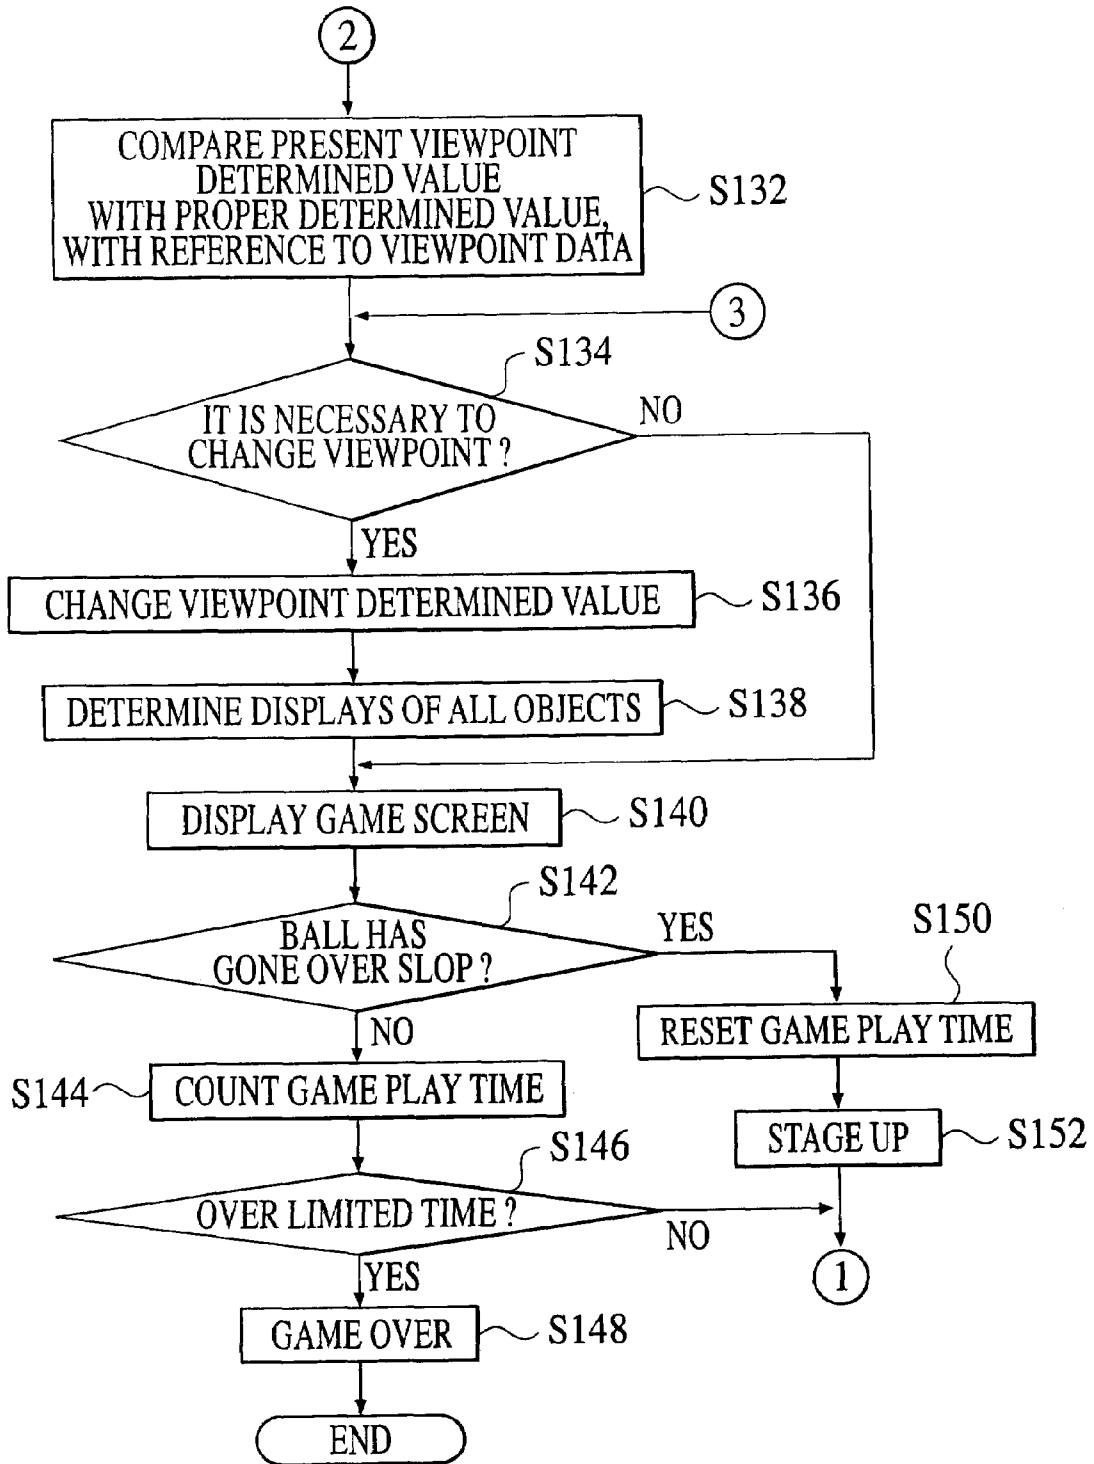 2
COMPARE PRESENT VIEWPOINT
DETERMINED VALUE
WITH PROPER DETERMINED VALUE,
WITH REFERENCE TO VIEWPOINT DATA
S132
3
S134
IT IS NECESSARY TO
CHANGE VIEWPOINT ?
NO
YES
CHANGE VIEWPOINT DETERMINED VALUE
S136
DETERMINE DISPLAYS OF ALL OBJECTS
S138
DISPLAY GAME SCREEN
S140
S142
BALL HAS
GONE OVER SLOP ?
YES
S150
NO
RESET GAME PLAY TIME
S144
COUNT GAME PLAY TIME
STAGE UP
S152
S146
OVER LIMITED TIME ?
NO
1
YES
GAME OVER
S148
END